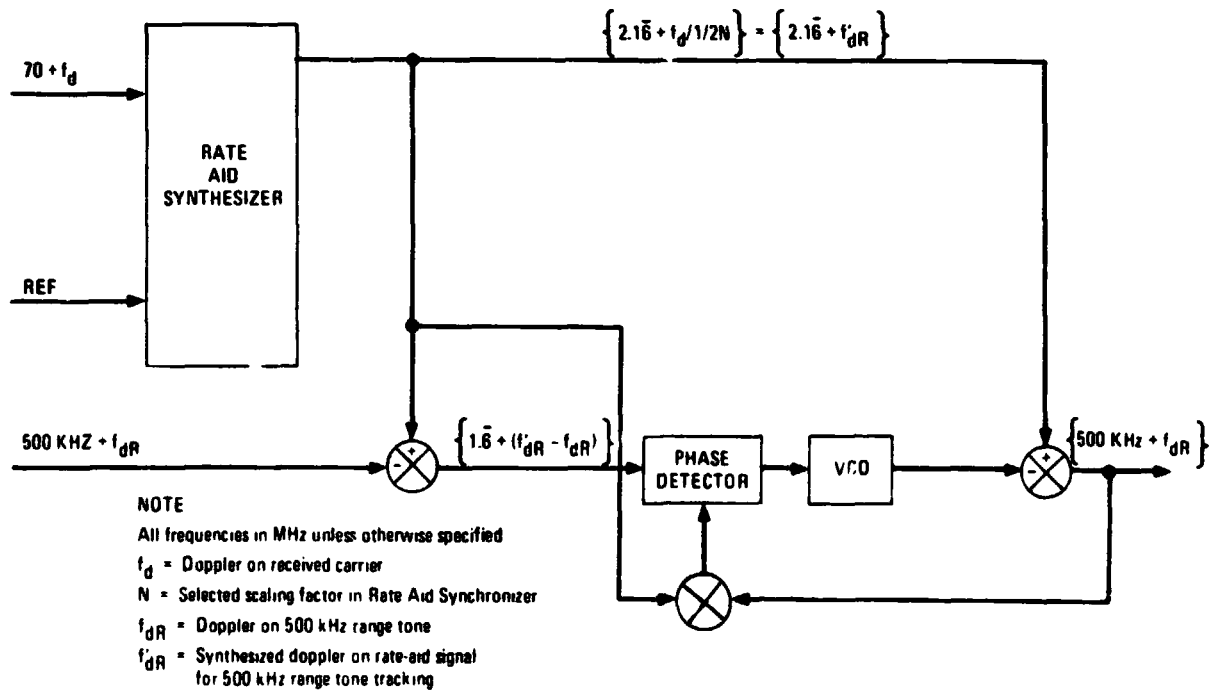 {2.16̄ + f_d/1/2N} = {2.16̄ + f'_dR}
70 + f_d
RATE
AID
SYNTHESIZER
REF
500 KHZ + f_dR
{1.6̄ + (f'_dR - f_dR)}
{500 KHz + f_dR}
+
-
PHASE
DETECTOR
VCO
+
-
NOTE
All frequencies in MHz unless otherwise specified
f_d = Doppler on received carrier
N = Selected scaling factor in Rate Aid Synchronizer
f_dR = Doppler on 500 kHz range tone
f'_dR = Synthesized doppler on rate-aid signal
for 500 kHz range tone tracking